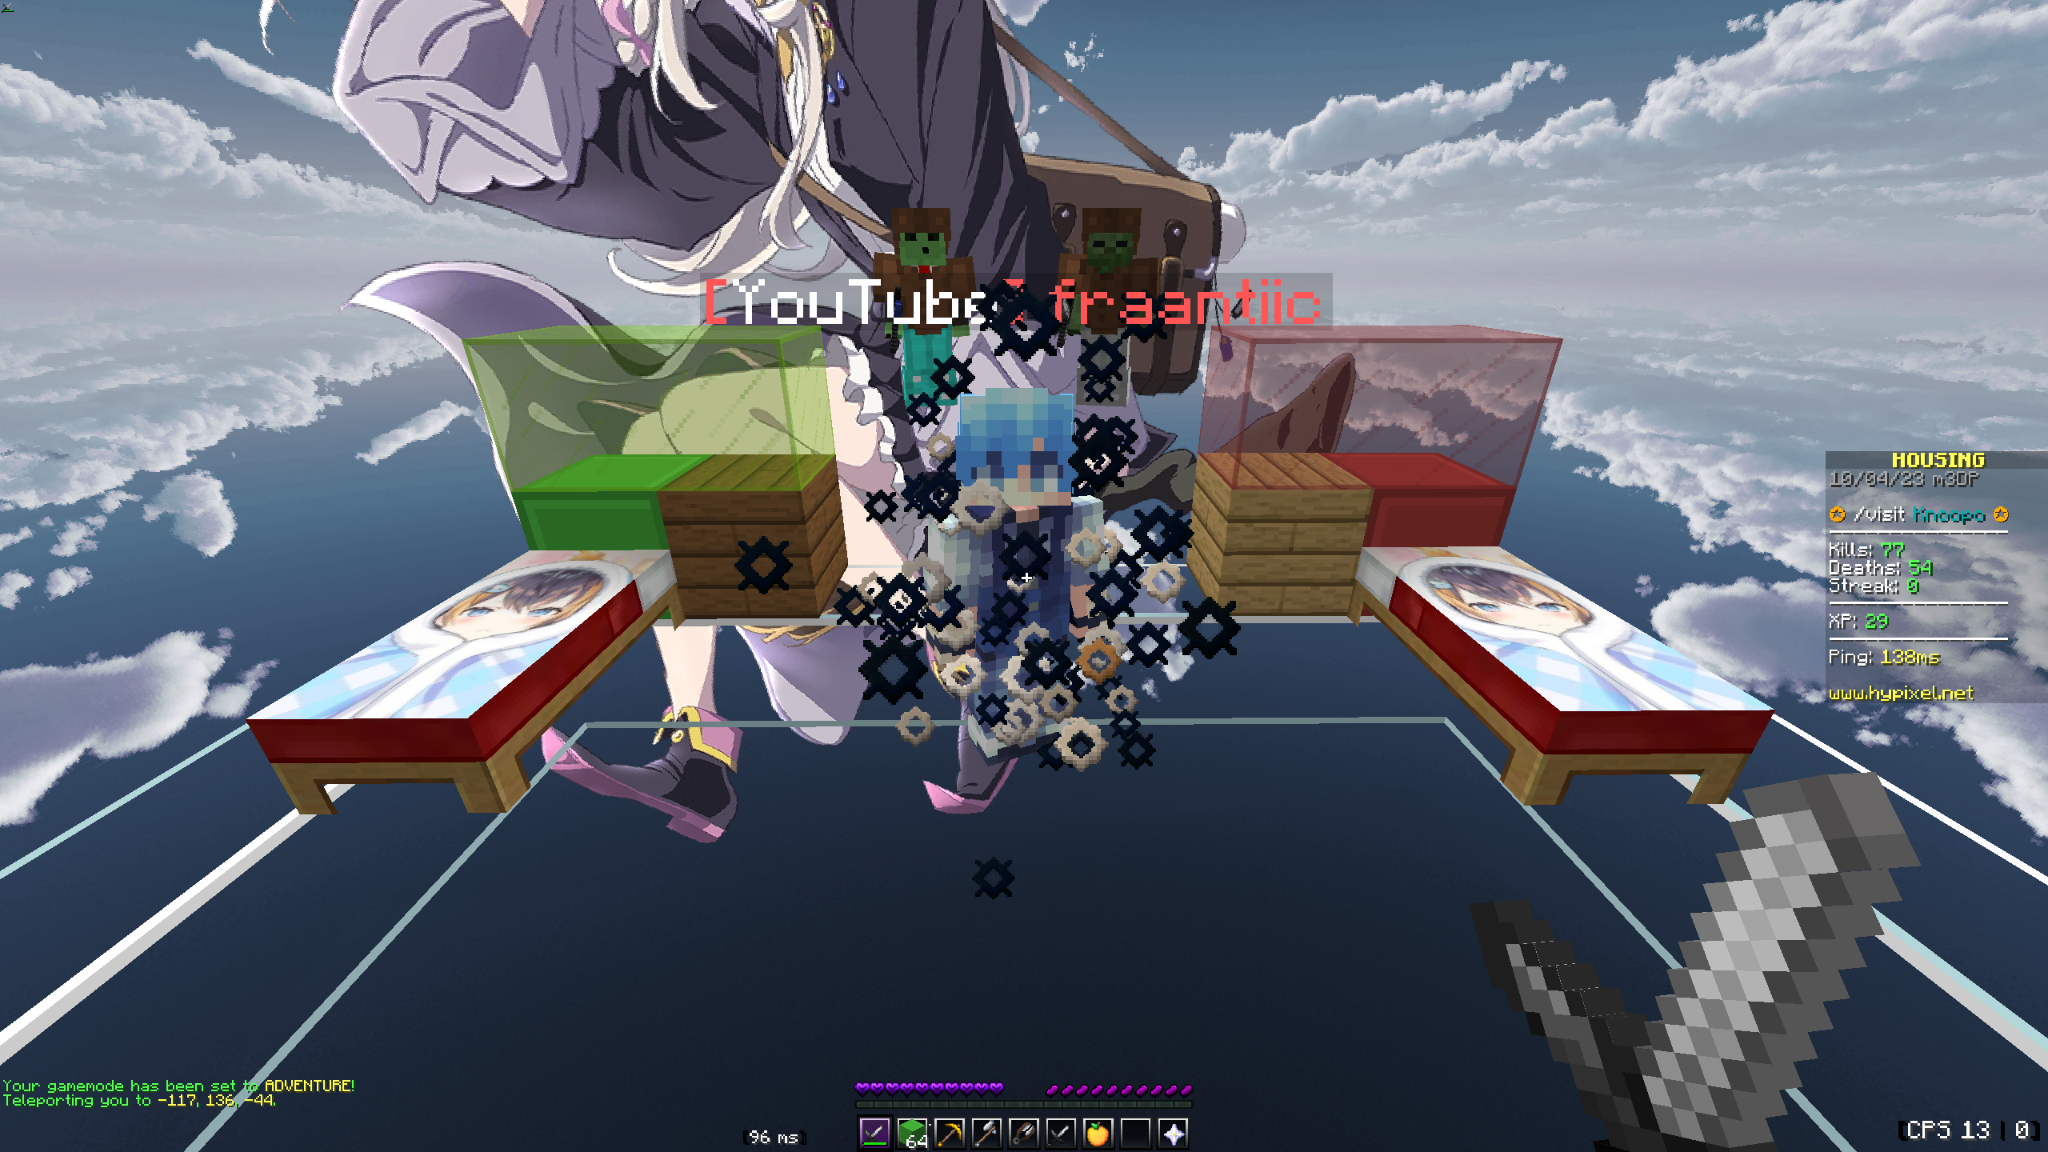 [YouTube] fraantiic
HOUSING
10/04/23 m3DP
/visit Knoopo
Kills: 77
Deaths: 54
Streak: 0
XP: 29
Ping: 138ms
www.hypixel.net
Your gamemode has been set to ADVENTURE!
Teleporting you to -117, 136, -44.
[96 ms]
64
[CPS 13 | 0]